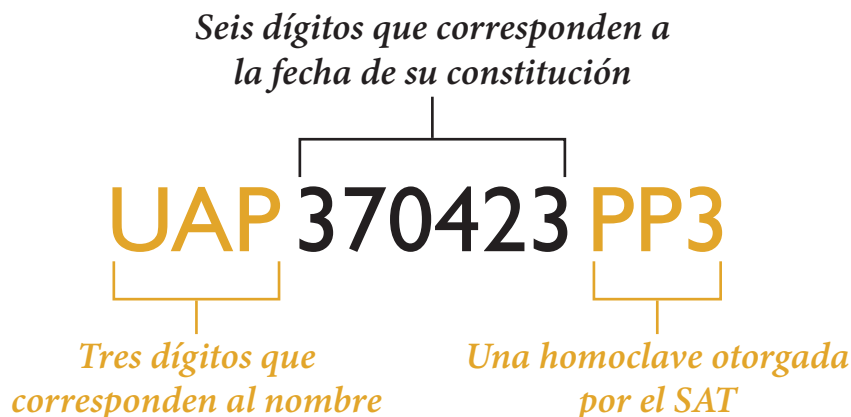 Seis dígitos que corresponden a
la fecha de su constitución
UAP 370423 PP3
Tres dígitos que
corresponden al nombre
Una homoclave otorgada
por el SAT